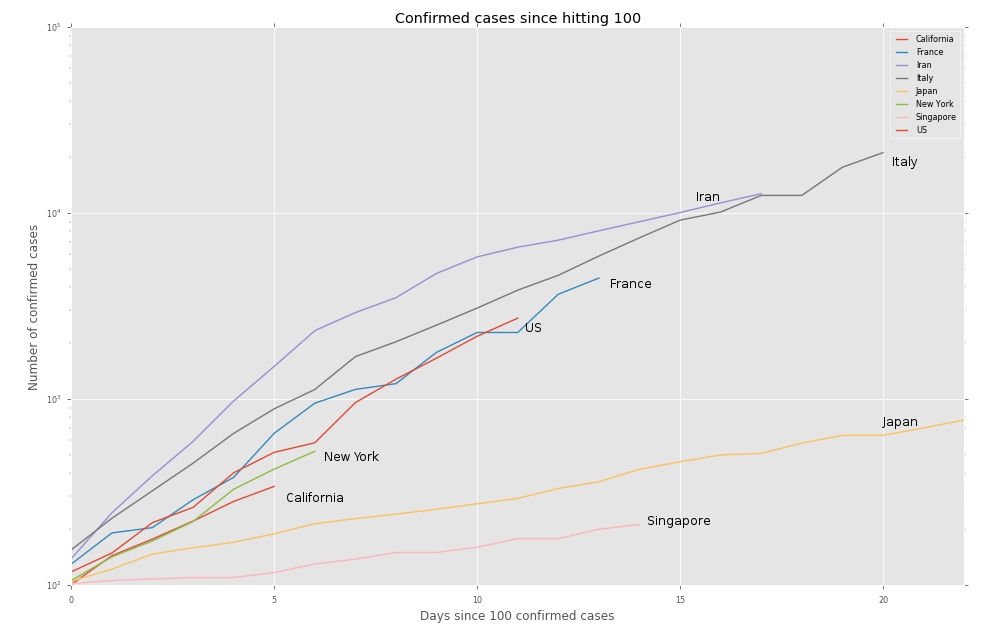 Confirmed cases since hitting 100
10⁵
10⁴
10³
10²
Number of confirmed cases
California
France
Iran
Italy
Japan
New York
Singapore
US
Italy
Iran
France
US
Japan
New York
California
Singapore
0 5 10 15 20
Days since 100 confirmed cases